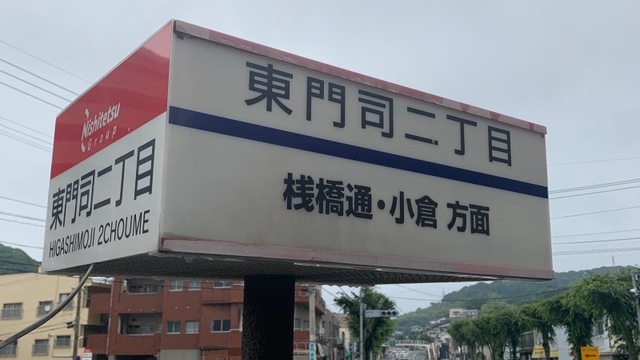 Nishitetsu
Group
東門司二丁目
HIGASHIMOJI 2CHOUME
東門司二丁目
桟橋通・小倉 方面